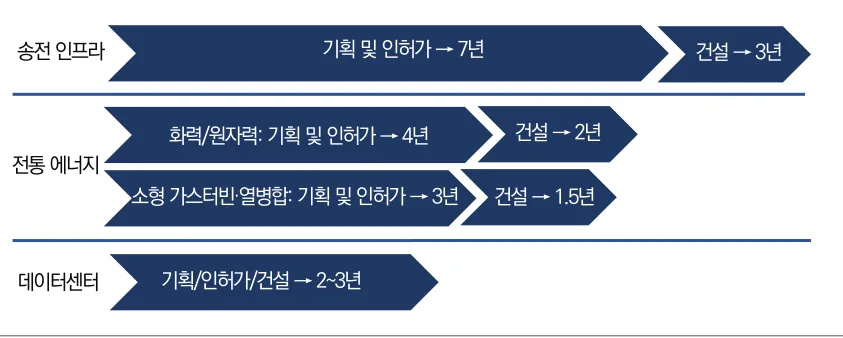 송전 인프라
기획 및 인허가 → 7년
건설 → 3년
전통 에너지
화력/원자력: 기획 및 인허가 → 4년
건설 → 2년
소형 가스터빈·열병합: 기획 및 인허가 → 3년
건설 → 1.5년
데이터센터
기획/인허가/건설 → 2~3년